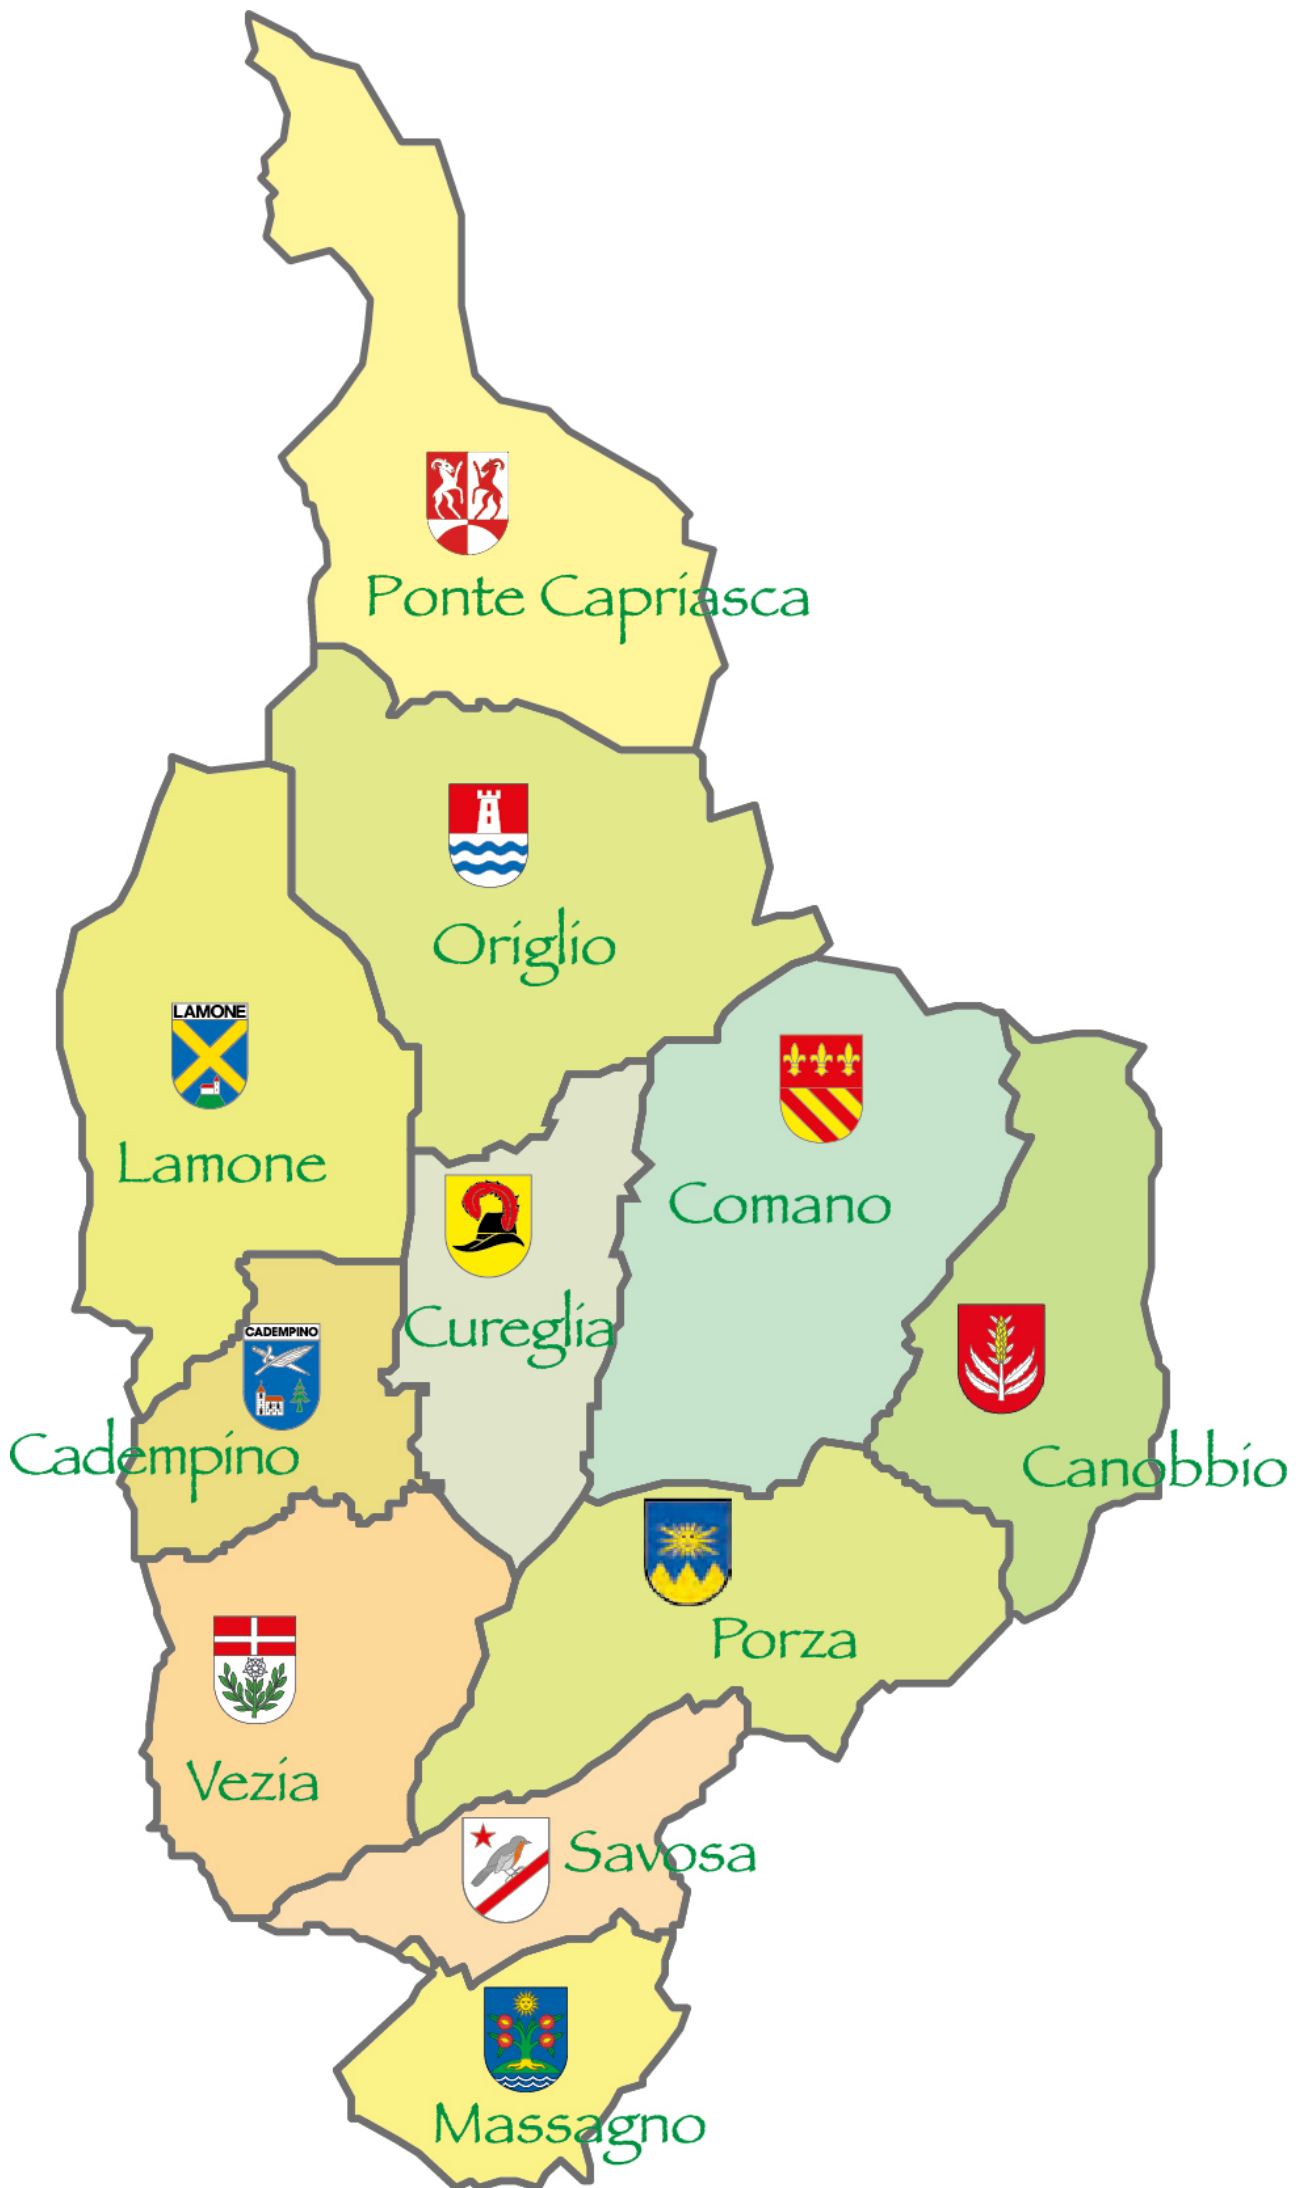 Ponte Capriasca
Origlio
LAMONE
Lamone
Comano
Cureglia
CADEMPINO
Cadempino
Canobbio
Porza
Vezia
Savosa
Massagno